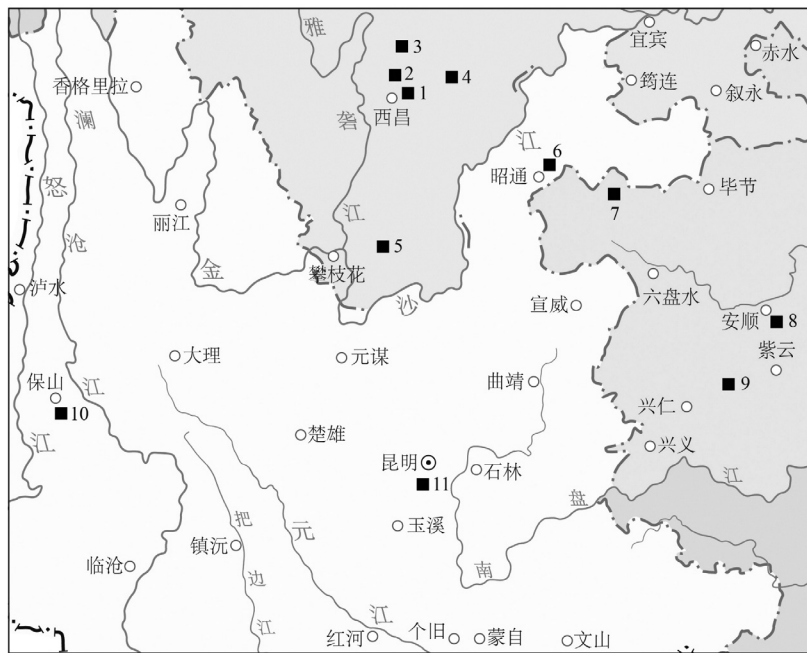 雅
砻
江
3
2
4
1
西昌
宜宾
赤水
筠连
叙永
香格里拉
澜
沧
江
怒
江
江
6
昭通
7
毕节
丽江
金
沙
5
攀枝花
泸水
宣威
六盘水
安顺
8
紫云
大理
元谋
曲靖
9
兴仁
保山
10
楚雄
昆明
11
石林
兴义
江
盘
南
玉溪
把
边
江
镇沅
元
江
临沧
红河
个旧
蒙自
文山